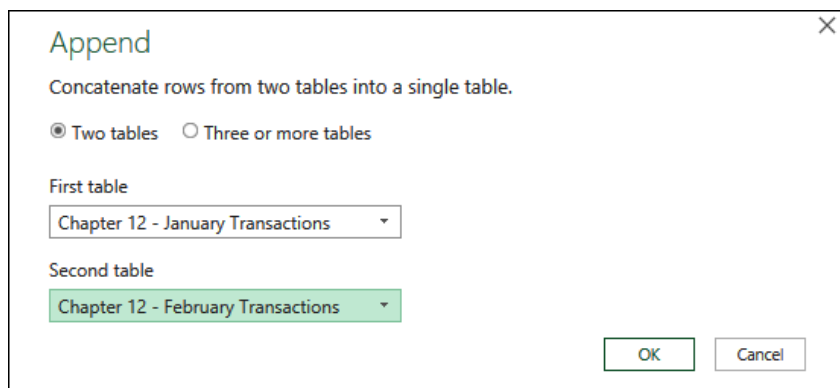 Append
Concatenate rows from two tables into a single table.
Two tables Three or more tables
First table
Chapter 12 - January Transactions
Second table
Chapter 12 - February Transactions
OK Cancel